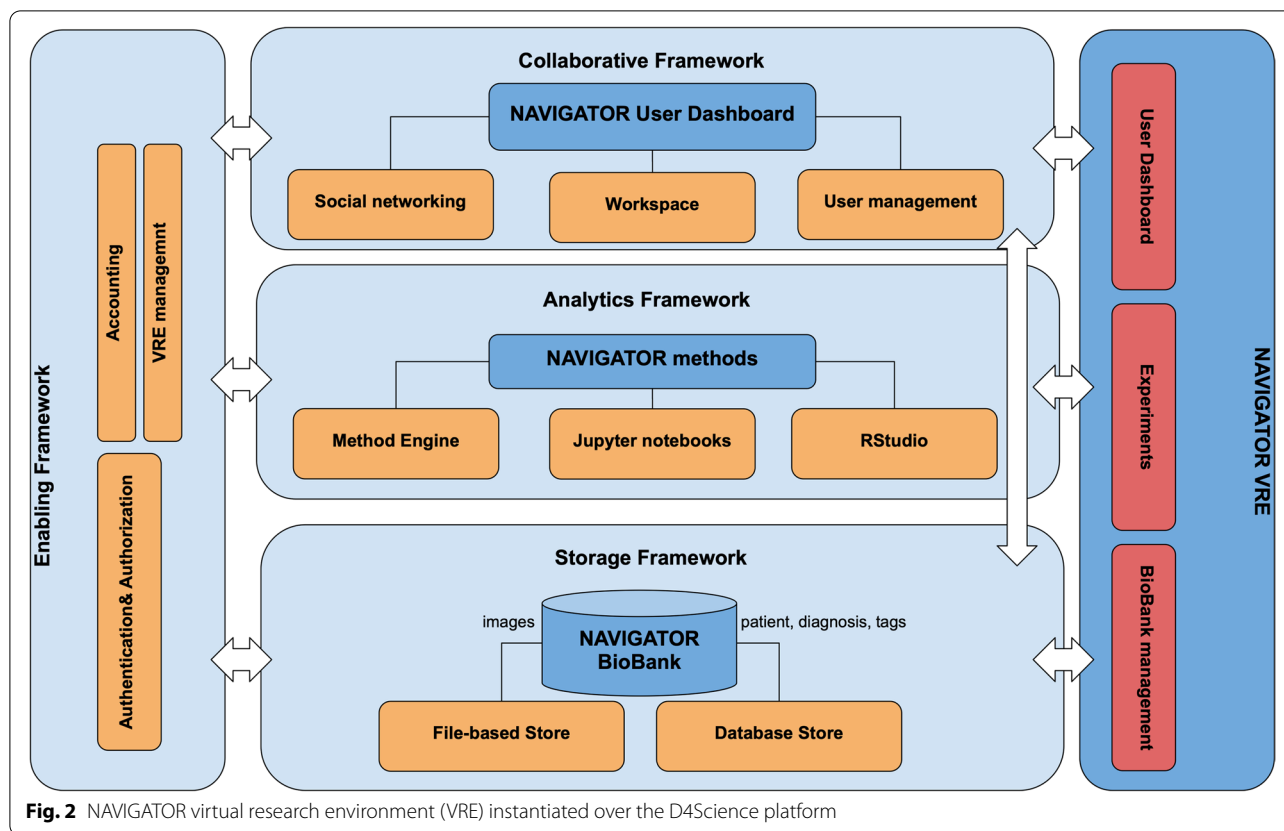 Enabling Framework
Accounting
VRE managemnt
Authentication& Authorization
Collaborative Framework
NAVIGATOR User Dashboard
Social networking
Workspace
User management
Analytics Framework
NAVIGATOR methods
Method Engine
Jupyter notebooks
RStudio
Storage Framework
images
NAVIGATOR
BioBank
patient, diagnosis, tags
File-based Store
Database Store
User Dashboard
Experiments
BioBank management
NAVIGATOR VRE
Fig. 2 NAVIGATOR virtual research environment (VRE) instantiated over the D4Science platform